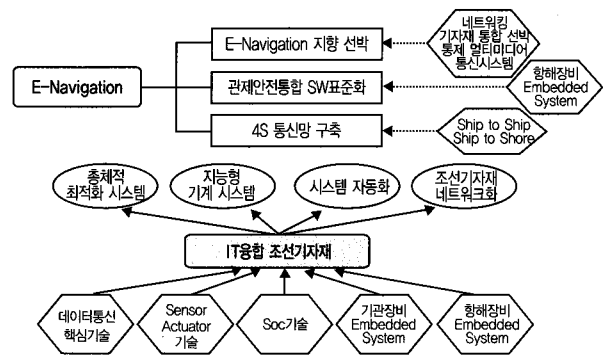 네트워킹
기자재 통합 선박
통제 멀티미디어
통신시스템
E-Navigation 지향 선박
E-Navigation
관제안전통합 SW표준화
항해장비
Embedded
System
4S 통신망 구축
Ship to Ship
Ship to Shore
총체적
최적화 시스템
지능형
기계 시스템
시스템 자동화
조선기자재
네트워크화
IT융합 조선기자재
데이터통신
핵심기술
Sensor
Actuator
기술
Soc기술
기관장비
Embedded
System
항해장비
Embedded
System